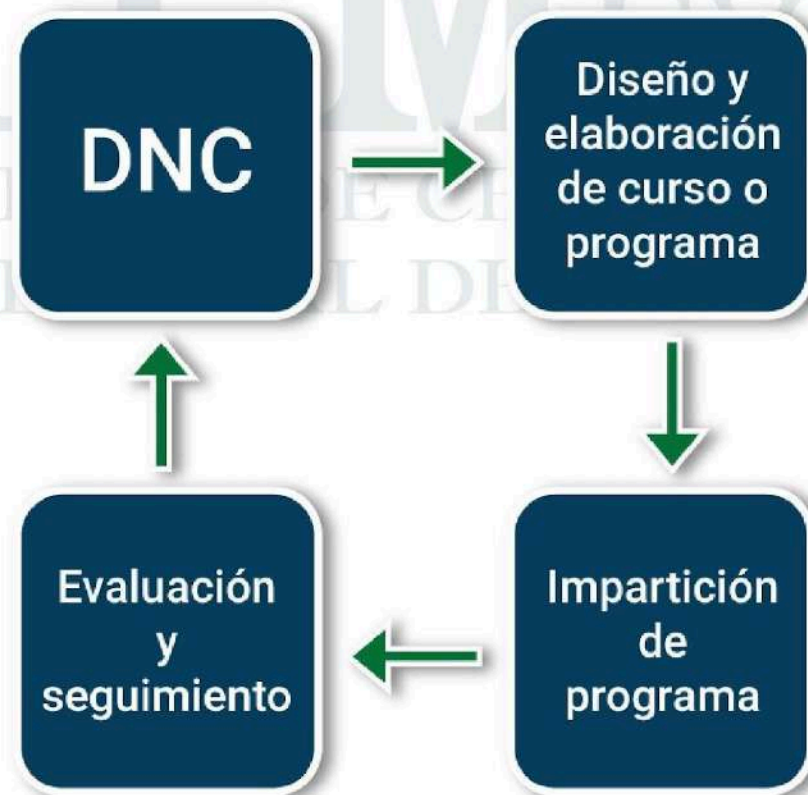 DNC
Diseño y
elaboración
de curso o
programa
Impartición
de
programa
Evaluación
y
seguimiento